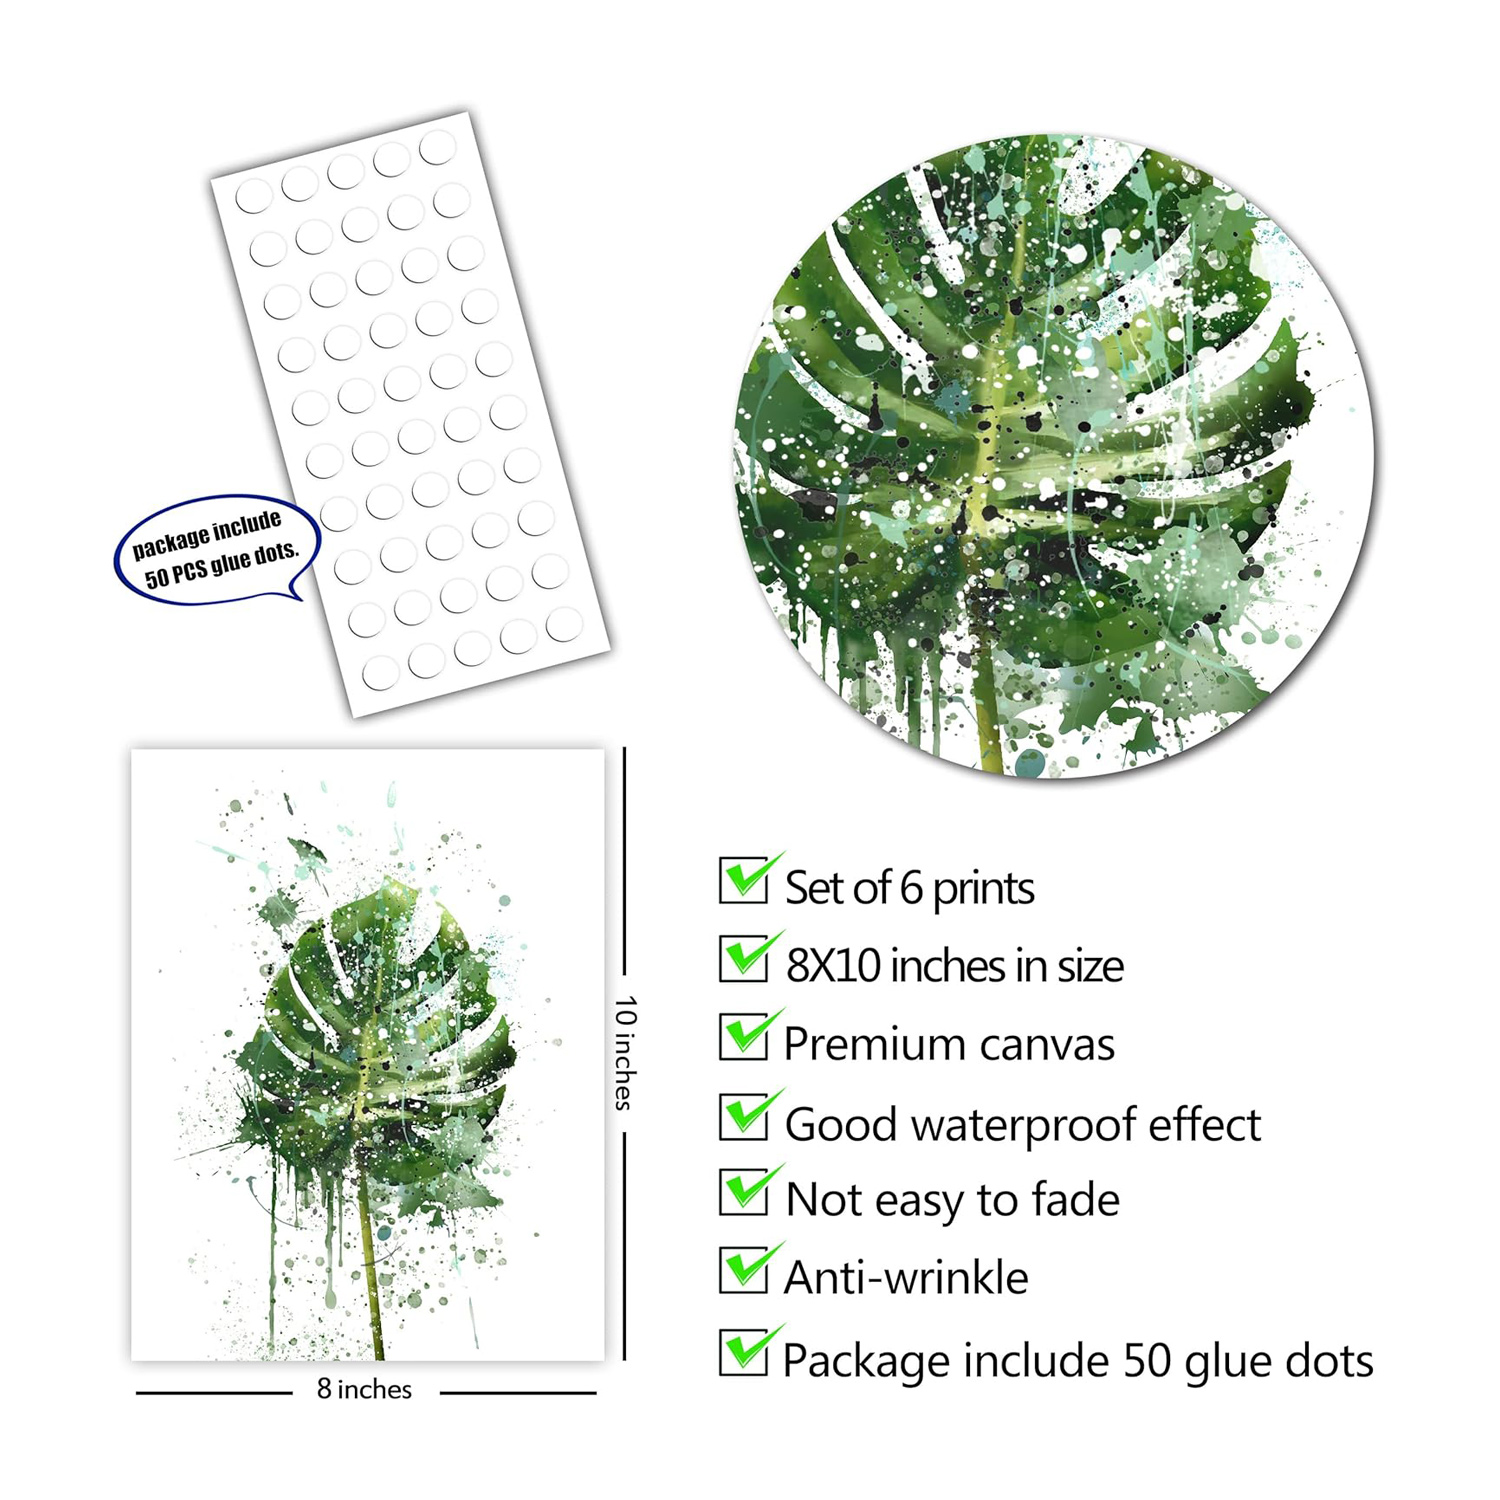 package include
50 PCS glue dots.
10 inches
8 inches
Set of 6 prints
8X10 inches in size
Premium canvas
Good waterproof effect
Not easy to fade
Anti-wrinkle
Package include 50 glue dots